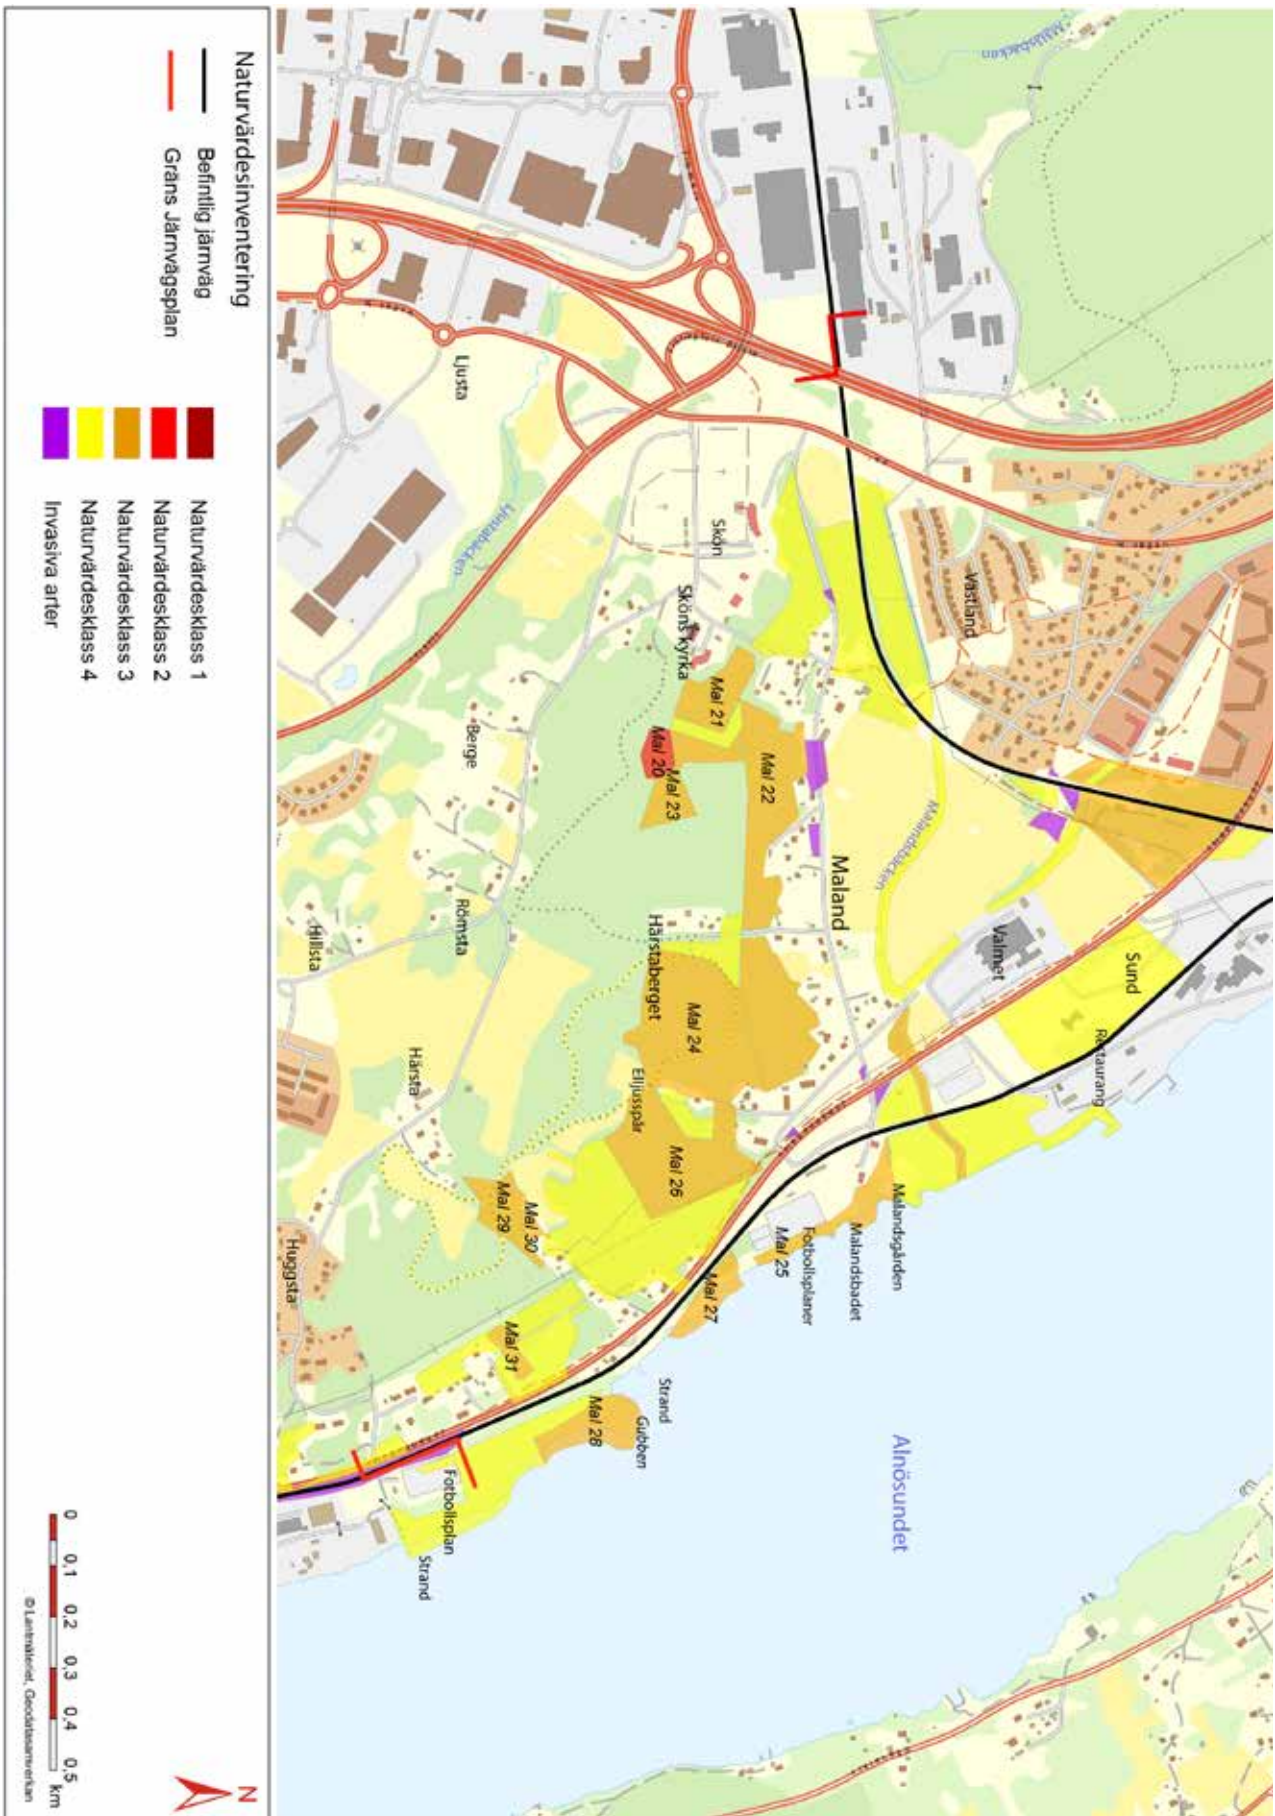 Mjälsbäcken
Västland
Sund
Restaurang
Valmet
Malandsbäcken
Maland
Malandsgården
Malandsbadet
Fotbollsplaner
Mal 25
Alnösundet
Skön
Sköns kyrka
Mal 21
Mal 22
Mal 20
Mal 23
Härstaberget
Mal 24
Elljusspår
Mal 26
Mal 27
Strand
Gubben
Mal 28
Mal 30
Mal 29
Mal 31
Ljusta
Ljustabäcken
Berge
Römsta
Hillsta
Härsta
Huggsta
Fotbollsplan
Strand
Naturvärdesinventering
Befintlig järnväg
Gräns Järnvägsplan
Naturvärdesklass 1
Naturvärdesklass 2
Naturvärdesklass 3
Naturvärdesklass 4
Invasiva arter
0 0,1 0,2 0,3 0,4 0,5 km
© Lantmäteriet, Geodatasamverkan
N